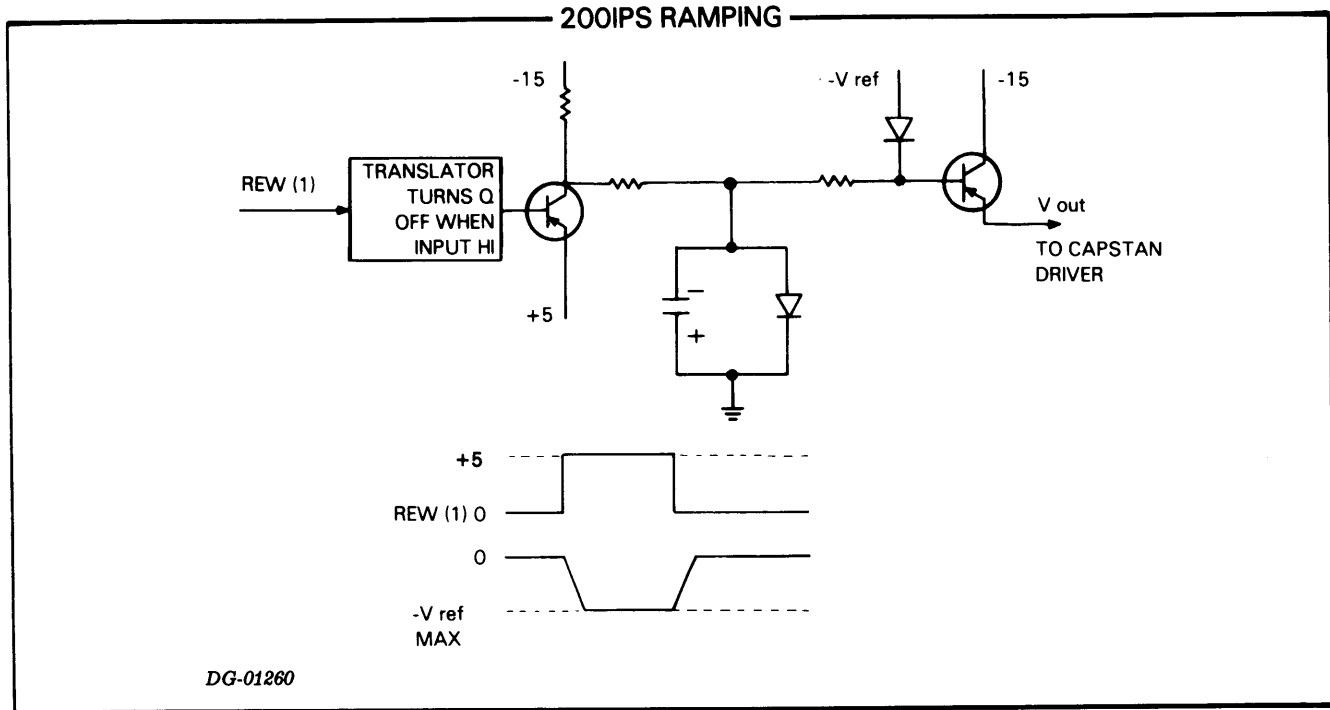 200IPS RAMPING
-15
-V ref
-15
REW (1)
TRANSLATOR
TURNS Q
OFF WHEN
INPUT HI
V out
TO CAPSTAN
DRIVER
+5
−
+
+5
REW (1) 0
0
-V ref
MAX
DG-01260